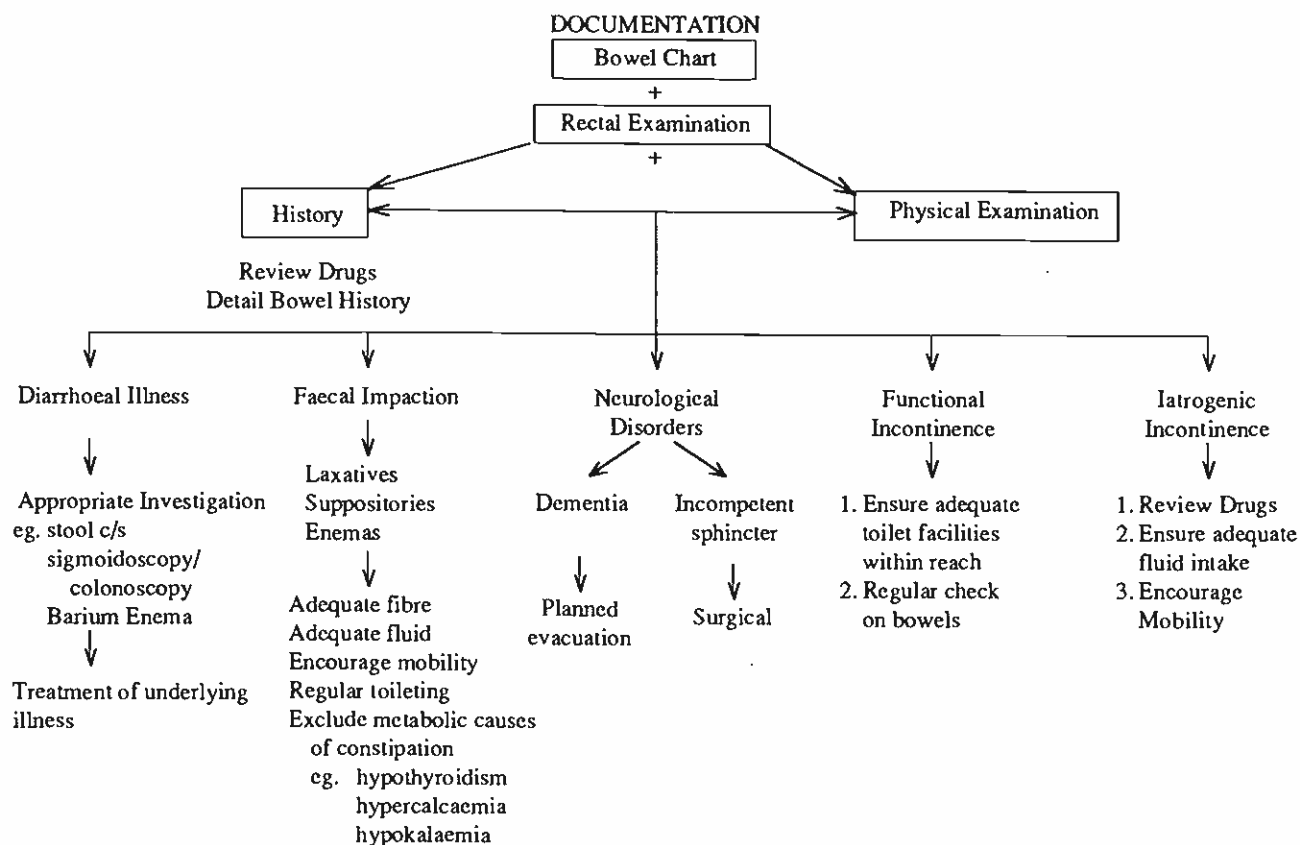 DOCUMENTATION
Bowel Chart
+
Rectal Examination
+
History
Physical Examination
Review Drugs
Detail Bowel History
Diarrhoeal Illness
Appropriate Investigation
eg. stool c/s
sigmoidoscopy/
colonoscopy
Barium Enema
Treatment of underlying
illness
Faecal Impaction
Laxatives
Suppositories
Enemas
Adequate fibre
Adequate fluid
Encourage mobility
Regular toileting
Exclude metabolic causes
of constipation
eg. hypothyroidism
hypercalcaemia
hypokalaemia
Neurological
Disorders
Dementia
Planned
evacuation
Incompetent
sphincter
Surgical
Functional
Incontinence
1. Ensure adequate
toilet facilities
within reach
2. Regular check
on bowels
Iatrogenic
Incontinence
1. Review Drugs
2. Ensure adequate
fluid intake
3. Encourage
Mobility